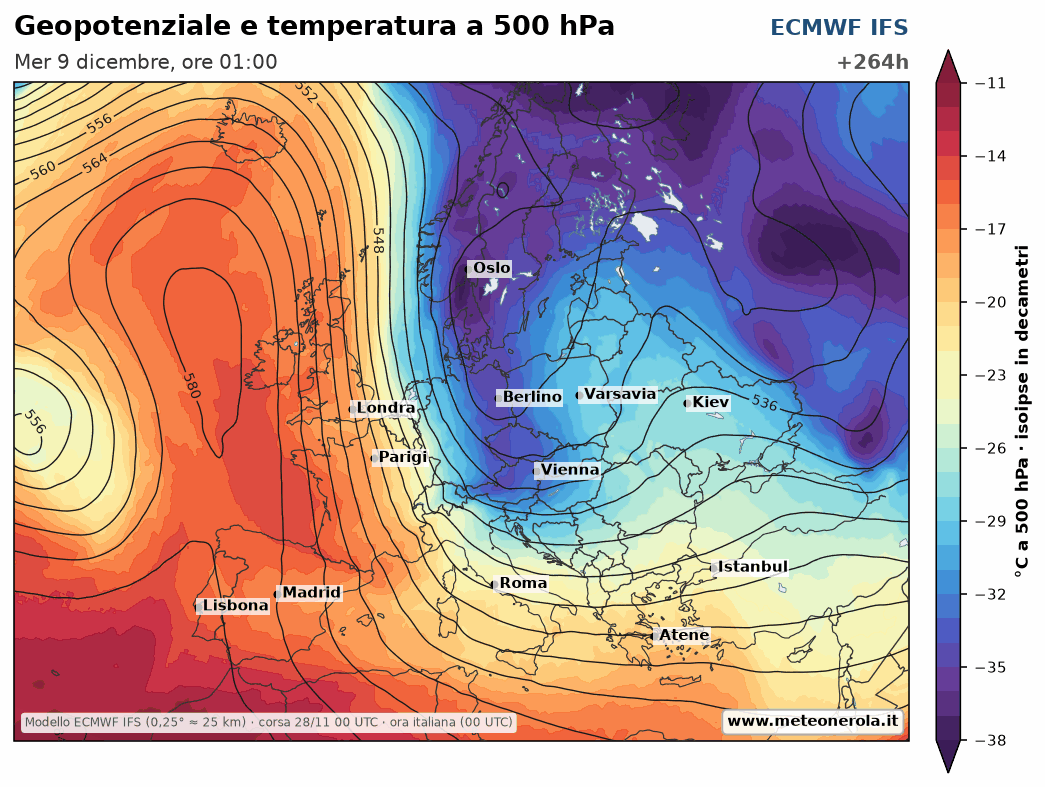 Geopotenziale e temperatura a 500 hPa
ECMWF IFS
Mer 9 dicembre, ore 01:00
+264h
552
556
560
564
548
580
556
536
Oslo
Berlino
Varsavia
Kiev
Londra
Parigi
Vienna
Istanbul
Roma
Madrid
Lisbona
Atene
Modello ECMWF IFS (0,25° ≈ 25 km) · corsa 28/11 00 UTC · ora italiana (00 UTC)
www.meteonerola.it
−11
−14
−17
−20
−23
−26
−29
−32
−35
−38
°C a 500 hPa · isoipse in decametri